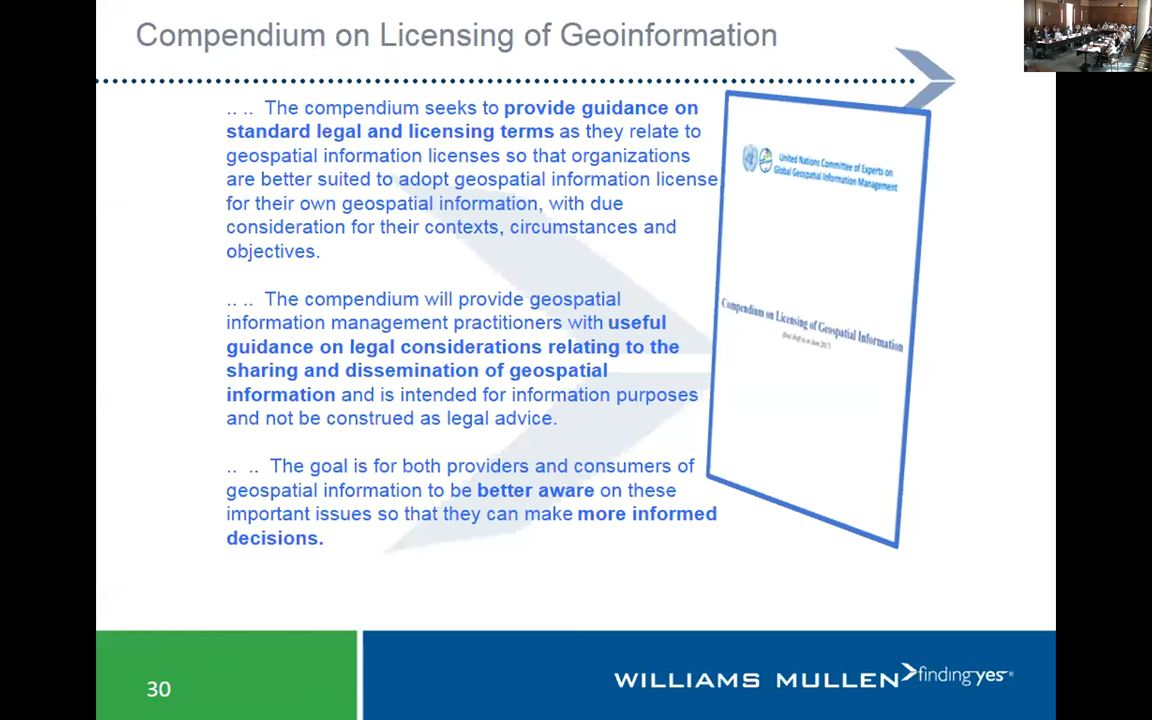 Compendium on Licensing of Geoinformation
.. .. The compendium seeks to provide guidance on
standard legal and licensing terms as they relate to
geospatial information licenses so that organizations
are better suited to adopt geospatial information license
for their own geospatial information, with due
consideration for their contexts, circumstances and
objectives.
.. .. The compendium will provide geospatial
information management practitioners with useful
guidance on legal considerations relating to the
sharing and dissemination of geospatial
information and is intended for information purposes
and not be construed as legal advice.
.. .. The goal is for both providers and consumers of
geospatial information to be better aware on these
important issues so that they can make more informed
decisions.
United Nations Committee of Experts on
Global Geospatial Information Management
Compendium on Licensing of Geospatial Information
30
WILLIAMS MULLEN findingyes®